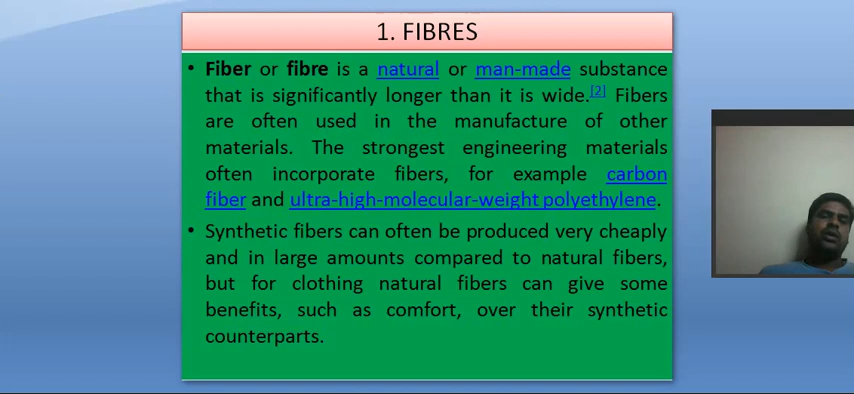 1. FIBRES
• Fiber or fibre is a natural or man-made substance
that is significantly longer than it is wide.[2] Fibers
are often used in the manufacture of other
materials. The strongest engineering materials
often incorporate fibers, for example carbon
fiber and ultra-high-molecular-weight polyethylene.
• Synthetic fibers can often be produced very cheaply
and in large amounts compared to natural fibers,
but for clothing natural fibers can give some
benefits, such as comfort, over their synthetic
counterparts.